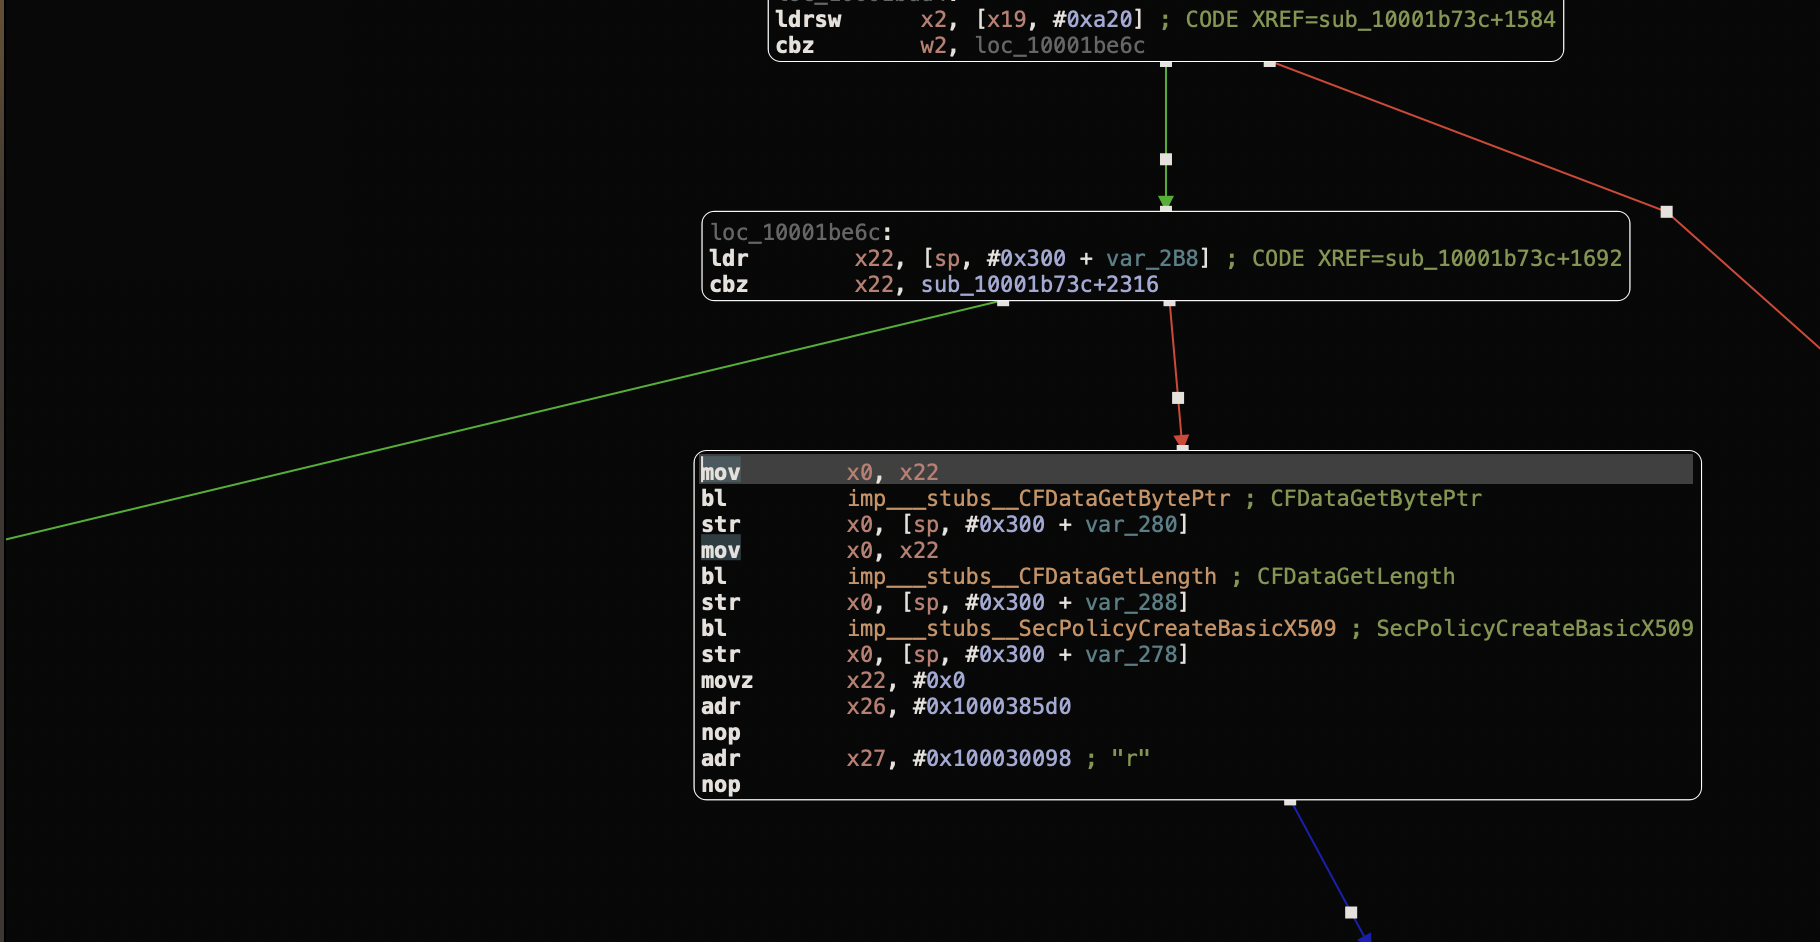 ldrsw x2, [x19, #0xa20] ; CODE XREF=sub_10001b73c+1584
cbz w2, loc_10001be6c
loc_10001be6c:
ldr x22, [sp, #0x300 + var_2B8] ; CODE XREF=sub_10001b73c+1692
cbz x22, sub_10001b73c+2316
mov x0, x22
bl imp___stubs__CFDataGetBytePtr ; CFDataGetBytePtr
str x0, [sp, #0x300 + var_280]
mov x0, x22
bl imp___stubs__CFDataGetLength ; CFDataGetLength
str x0, [sp, #0x300 + var_288]
bl imp___stubs__SecPolicyCreateBasicX509 ; SecPolicyCreateBasicX509
str x0, [sp, #0x300 + var_278]
movz x22, #0x0
adr x26, #0x1000385d0
nop
adr x27, #0x100030098 ; "r"
nop